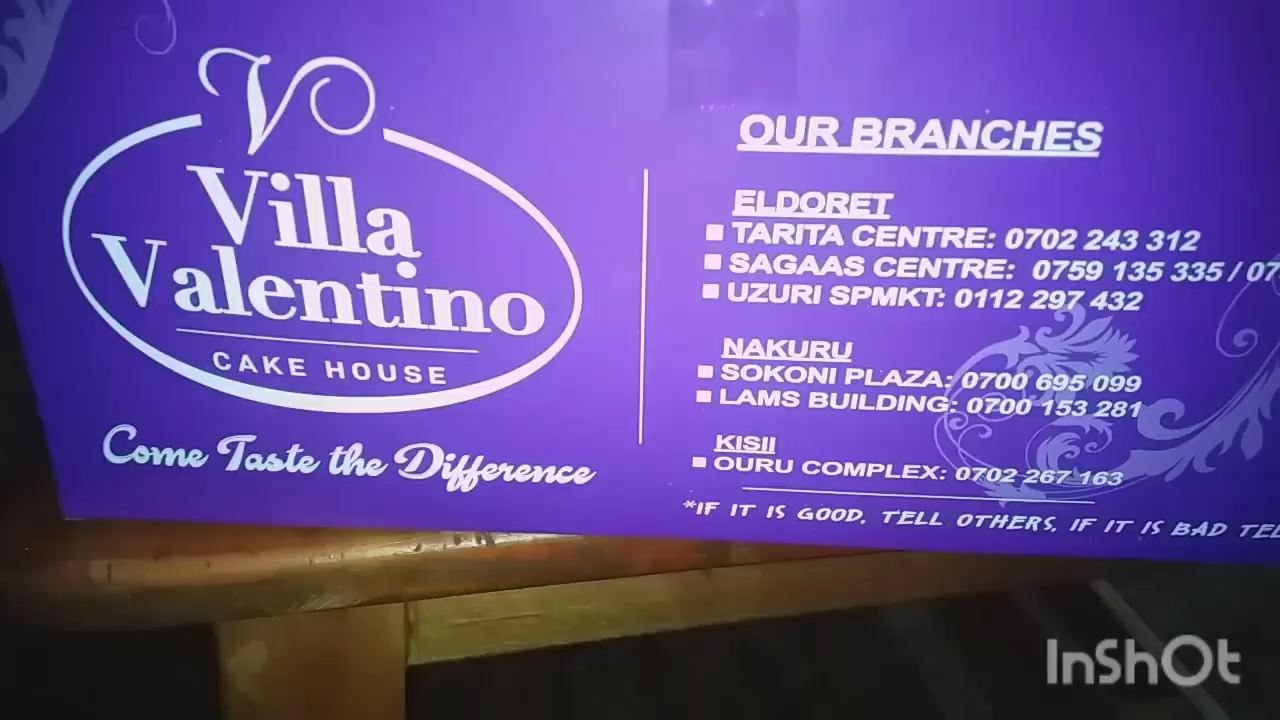 V
Villa
Valentino
CAKE HOUSE
Come Taste the Difference
OUR BRANCHES
ELDORET
TARITA CENTRE: 0702 243 312
SAGAAS CENTRE: 0759 135 335 / 07
UZURI SPMKT: 0112 297 432
NAKURU
SOKONI PLAZA: 0700 695 099
LAMS BUILDING: 0700 153 281
KISII
OURU COMPLEX: 0702 267 163
*IF IT IS GOOD, TELL OTHERS, IF IT IS BAD TEL
InShOt